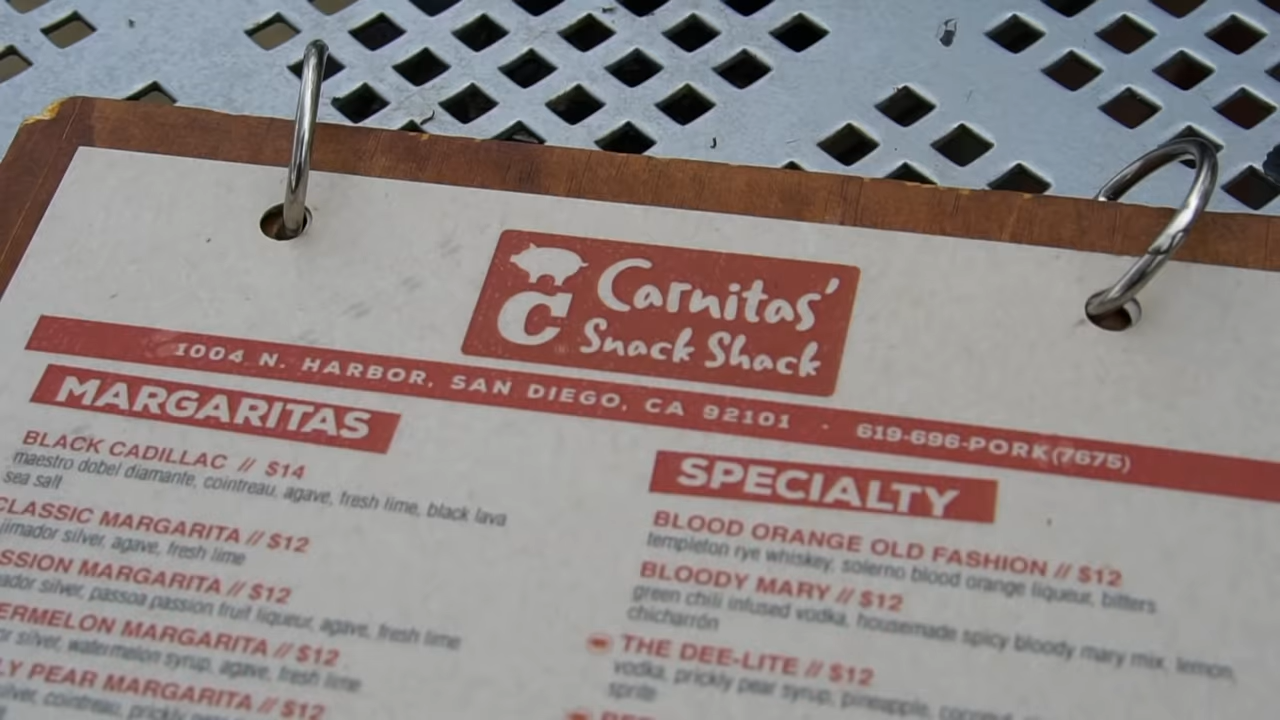 Carnitas'
Snack Shack
1004 N. HARBOR, SAN DIEGO, CA 92101 · 619-696-PORK(7675)
MARGARITAS
BLACK CADILLAC // $14
maestro dobel diamante, cointreau, agave, fresh lime, black lava
sea salt
CLASSIC MARGARITA // $12
jimador silver, agave, fresh lime
SSION MARGARITA // $12
ador silver, passoa passion fruit liqueur, agave, fresh lime
ERMELON MARGARITA // $12
or silver, watermelon syrup, agave, fresh lime
LY PEAR MARGARITA // $12
silver, cointreau, prickly
SPECIALTY
BLOOD ORANGE OLD FASHION // $12
templeton rye whiskey, solerno blood orange liqueur, bitters
BLOODY MARY // $12
green chili infused vodka, housemade spicy bloody mary mix, lemon,
chicharrón
THE DEE-LITE // $12
vodka, prickly pear syrup, pineapple, coconut
sprite